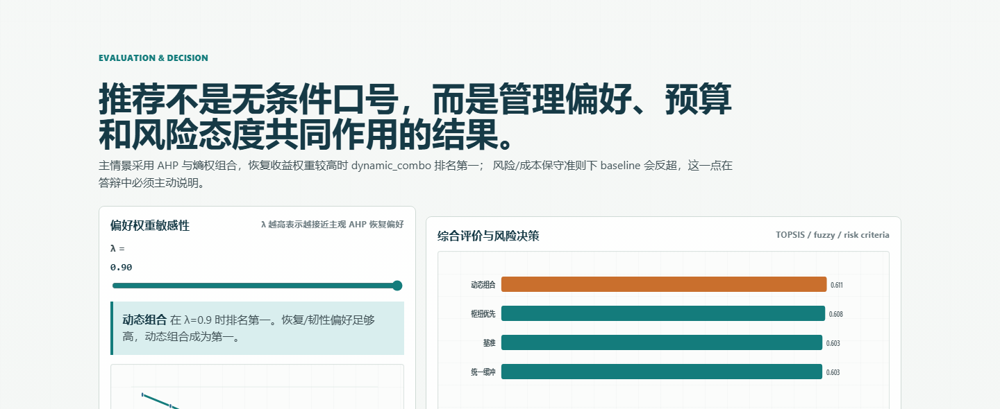 EVALUATION & DECISION
推荐不是无条件口号，而是管理偏好、预算
和风险态度共同作用的结果。
主情景采用 AHP 与熵权组合，恢复收益权重较高时 dynamic_combo 排名第一； 风险/成本保守准则下 baseline 会反超，这一点在
答辩中必须主动说明。
偏好权重敏感性
λ 越高表示越接近主观 AHP 恢复偏好
λ =
0.90
动态组合 在 λ=0.9 时排名第一。恢复/韧性偏好足够
高，动态组合成为第一。
综合评价与风险决策
TOPSIS / fuzzy / risk criteria
动态组合 0.611
枢纽优先 0.608
基准 0.603
统一缓冲 0.603